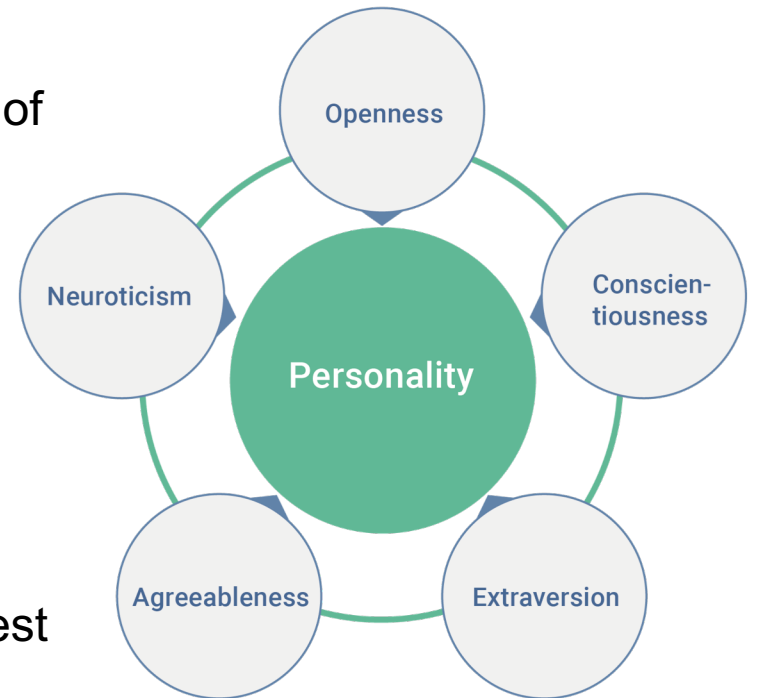 of
Openness
Neuroticism
Conscien-
tiousness
Personality
Agreeableness
Extraversion
est